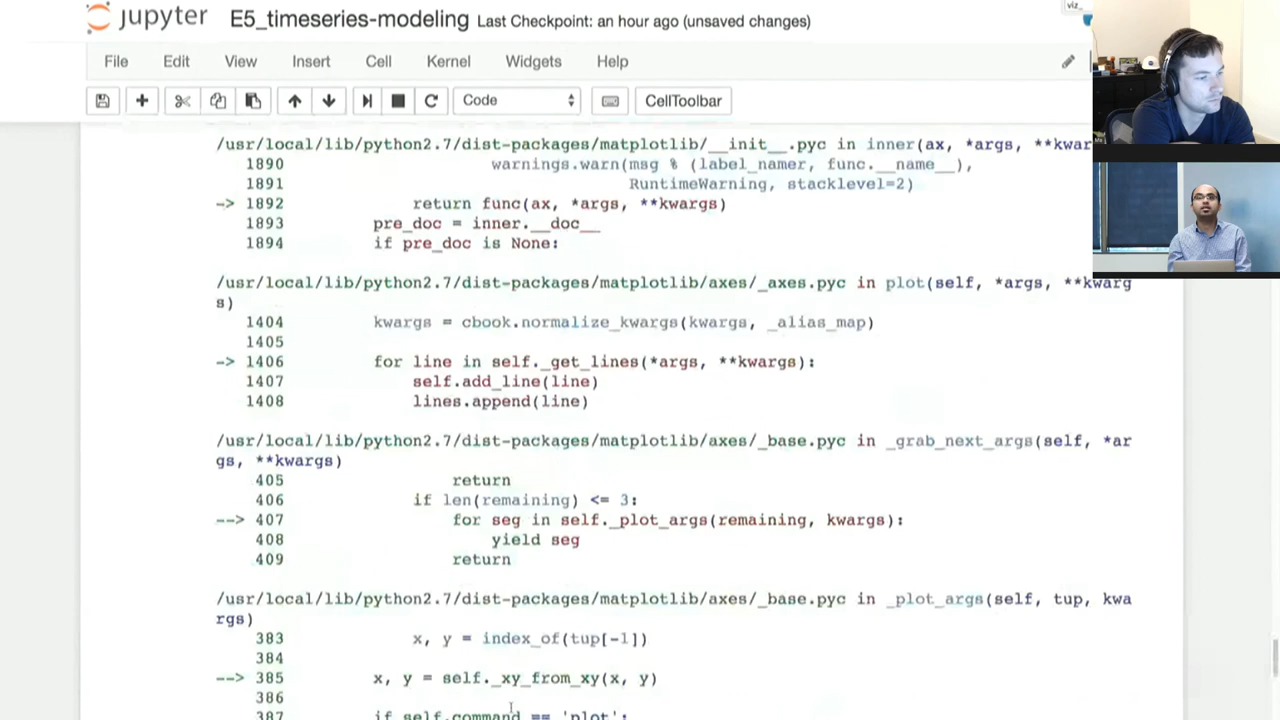 jupyter E5_timeseries-modeling Last Checkpoint: an hour ago (unsaved changes)
viz_
File Edit View Insert Cell Kernel Widgets Help
Code CellToolbar
/usr/local/lib/python2.7/dist-packages/matplotlib/__init__.pyc in inner(ax, *args, **kwar
1890 warnings.warn(msg % (label_namer, func.__name__),
1891 RuntimeWarning, stacklevel=2)
-> 1892 return func(ax, *args, **kwargs)
1893 pre_doc = inner.__doc__
1894 if pre_doc is None:
/usr/local/lib/python2.7/dist-packages/matplotlib/axes/_axes.pyc in plot(self, *args, **kwarg
s)
1404 kwargs = cbook.normalize_kwargs(kwargs, _alias_map)
1405
-> 1406 for line in self._get_lines(*args, **kwargs):
1407 self.add_line(line)
1408 lines.append(line)
/usr/local/lib/python2.7/dist-packages/matplotlib/axes/_base.pyc in _grab_next_args(self, *ar
gs, **kwargs)
405 return
406 if len(remaining) <= 3:
--> 407 for seg in self._plot_args(remaining, kwargs):
408 yield seg
409 return
/usr/local/lib/python2.7/dist-packages/matplotlib/axes/_base.pyc in _plot_args(self, tup, kwa
rgs)
383 x, y = index_of(tup[-1])
384
--> 385 x, y = self._xy_from_xy(x, y)
386
387 if self.command == 'plot':